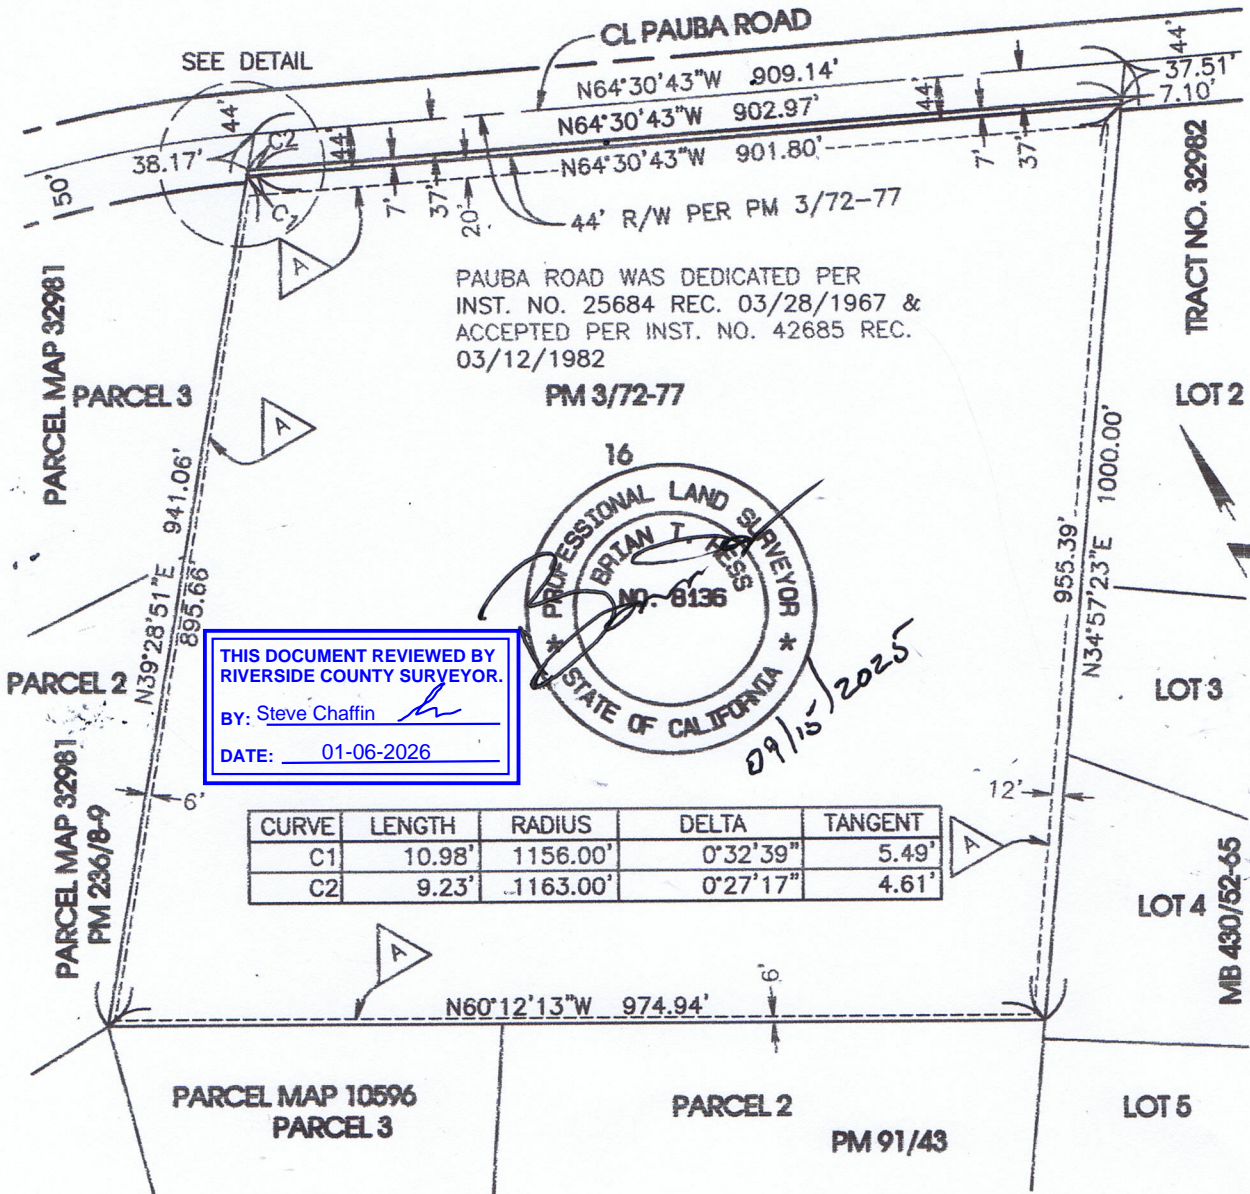 CL PAUBA ROAD
SEE DETAIL
N64°30'43"W 909.14'
N64°30'43"W 902.97'
N64°30'43"W 901.80'
44'
37.51'
7.10'
44'
44'
44'
C2
38.17'
50'
C1
7'
37'
20'
7'
37'
44' R/W PER PM 3/72-77
A
PAUBA ROAD WAS DEDICATED PER
INST. NO. 25684 REC. 03/28/1967 &
ACCEPTED PER INST. NO. 42685 REC.
03/12/1982
PM 3/72-77
16
PARCEL MAP 32981
PARCEL 3
A
TRACT NO. 32982
LOT 2
N39°28'51"E 941.06'
895.66'
955.39'
N34°57'23"E 1000.00'
PROFESSIONAL LAND SURVEYOR
BRIAN T. HESS
NO. 8136
* STATE OF CALIFORNIA *
09/15/2025
PARCEL 2
LOT 3
THIS DOCUMENT REVIEWED BY
RIVERSIDE COUNTY SURVEYOR.
BY: Steve Chaffin
DATE: 01-06-2026
PARCEL MAP 32981
PM 236/8-9
6'
12'
CURVE LENGTH RADIUS DELTA TANGENT
C1 10.98' 1156.00' 0°32'39" 5.49'
C2 9.23' 1163.00' 0°27'17" 4.61'
A
LOT 4
MB 430/52-65
A
6'
N60°12'13"W 974.94'
PARCEL MAP 10596
PARCEL 3
PARCEL 2
PM 91/43
LOT 5